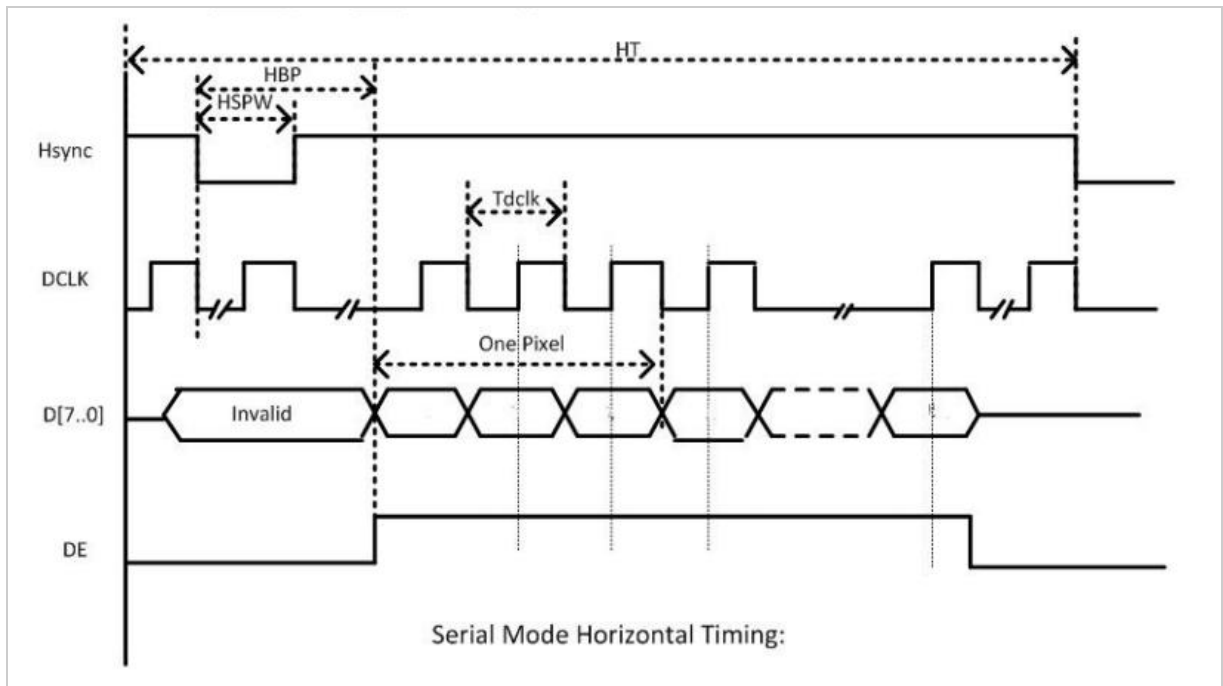 HT
HBP
HSPW
Hsync
Tdclk
DCLK
One Pixel
D[7..0]
Invalid
DE
Serial Mode Horizontal Timing: